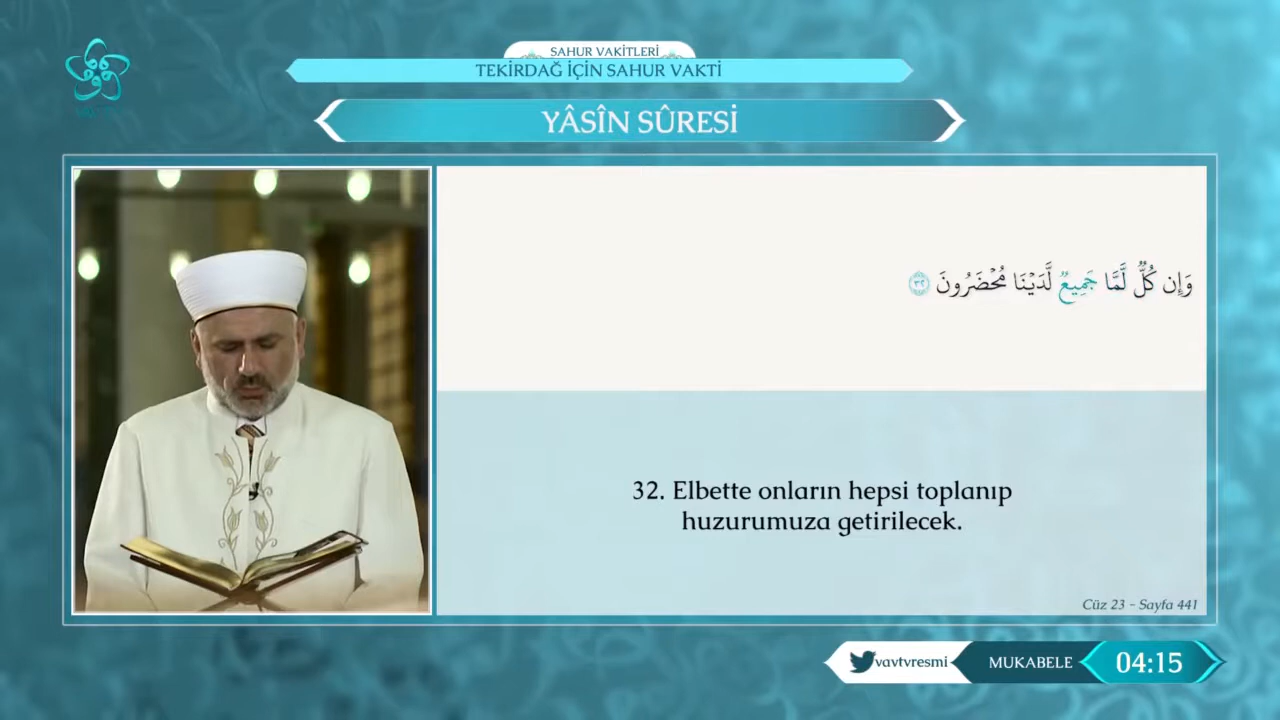 SAHUR VAKİTLERİ
TEKİRDAĞ İÇİN SAHUR VAKTİ
YÂSÎN SÛRESİ
وَإِن كُلٌّ لَّمَّا جَمِيعٌ لَّدَيْنَا مُحْضَرُونَ ٣٢
32. Elbette onların hepsi toplanıp
huzurumuza getirilecek.
Cüz 23 - Sayfa 441
vavtvresmi
MUKABELE
04:15